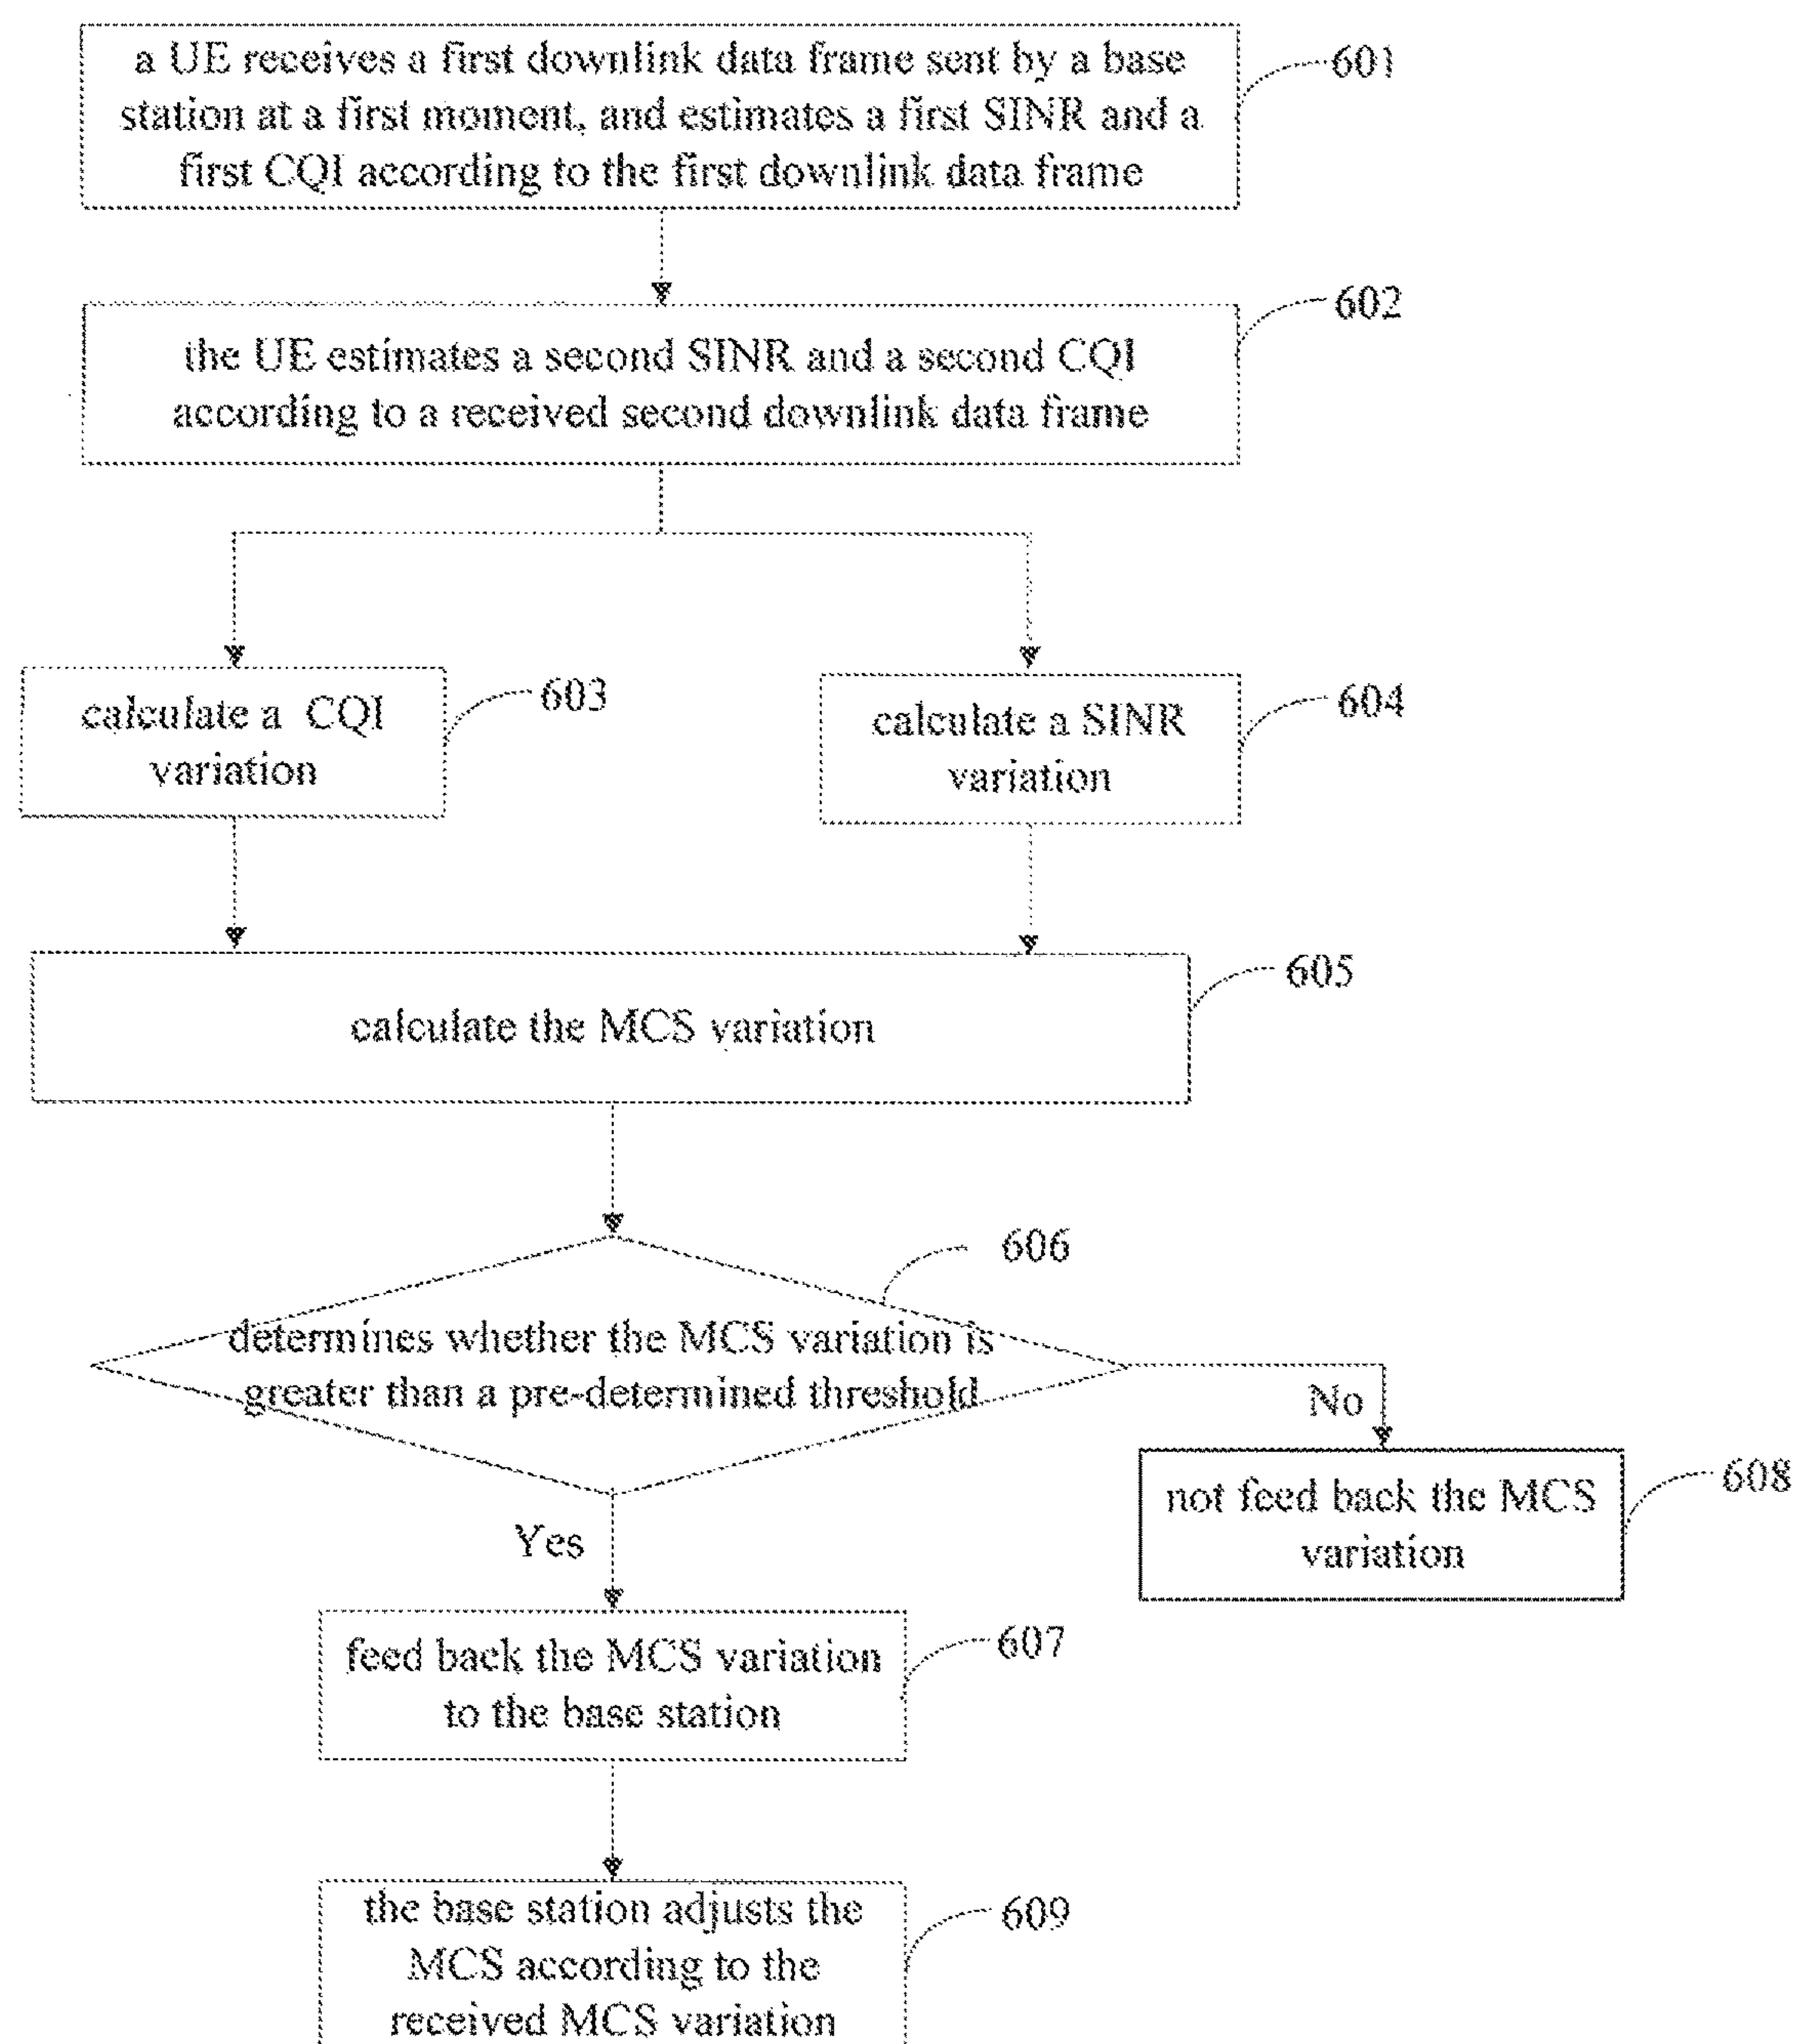 a UE receives a first downlink data frame sent by a base
station at a first moment, and estimates a first SINR and a
first CQI according to the first downlink data frame
601
the UE estimates a second SINR and a second CQI
according to a received second downlink data frame
602
calculate a CQI
variation
603
calculate a SINR
variation
604
calculate the MCS variation
605
determines whether the MCS variation is
greater than a pre-determined threshold
606
No
not feed back the MCS
variation
608
Yes
feed back the MCS variation
to the base station
607
the base station adjusts the
MCS according to the
received MCS variation
609